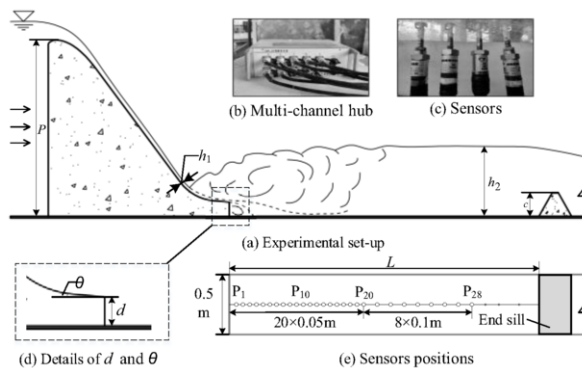 (b) Multi-channel hub
(c) Sensors
P
h₁
h₂
c
(a) Experimental set-up
θ
d
(d) Details of d and θ
L
0.5
m
P₁ P₁₀ P₂₀ P₂₈
20×0.05m 8×0.1m
End sill
(e) Sensors positions